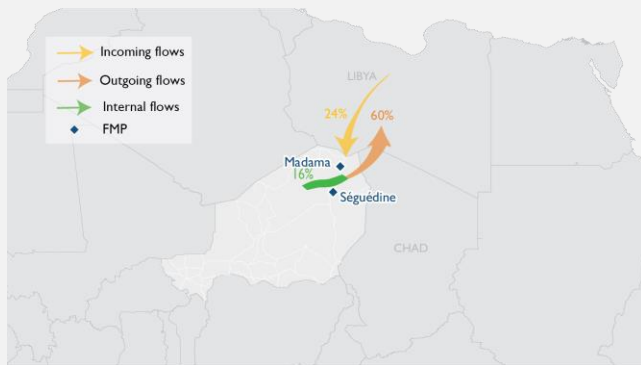 Incoming flows
Outgoing flows
Internal flows
FMP
LIBYA
24%
60%
Madama
16%
Séguédine
CHAD